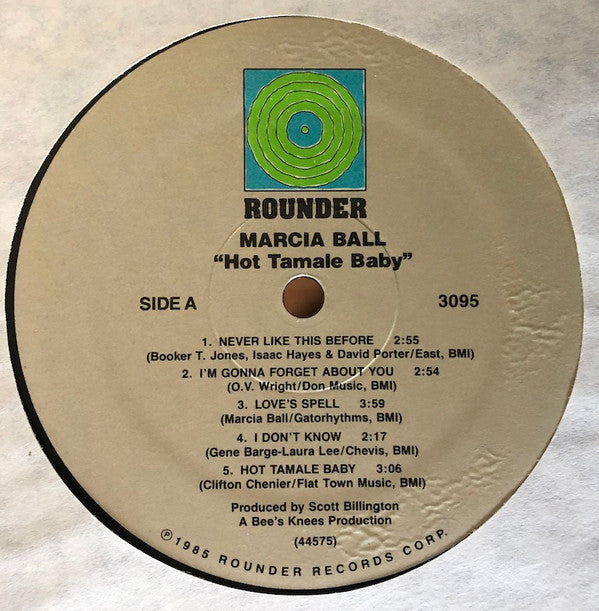 ROUNDER
MARCIA BALL
“Hot Tamale Baby”
SIDE A 3095
1. NEVER LIKE THIS BEFORE 2:55
(Booker T. Jones, Isaac Hayes & David Porter/East, BMI)
2. I'M GONNA FORGET ABOUT YOU 2:54
(O.V. Wright/Don Music, BMI)
3. LOVE'S SPELL 3:59
(Marcia Ball/Gatorhythms, BMI)
4. I DON'T KNOW 2:17
(Gene Barge-Laura Lee/Chevis, BMI)
5. HOT TAMALE BABY 3:06
(Clifton Chenier/Flat Town Music, BMI)
Produced by Scott Billington
A Bee's Knees Production
(44575)
℗ 1985 ROUNDER RECORDS CORP.